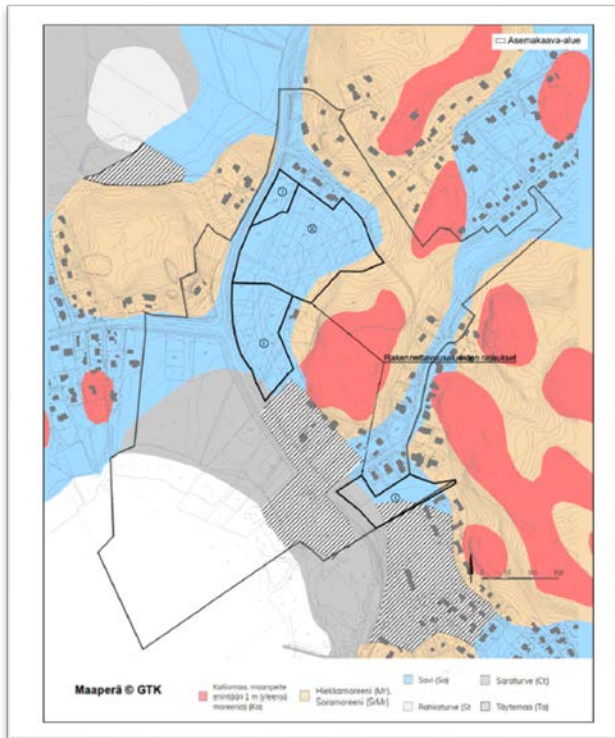 Asemakaava-alue
Rakennettavuusalueiden rajaukset
Maaperä © GTK
Kalliomaa, maanpeite
enintään 1 m (yleensä
moreenia) (Ka)
Hiekkamoreeni (Mr),
Soramoreeni (SrMr)
Savi (Sa)
Rahkaturve (St
Saraturve (Ct)
Täytemaa (Ta)